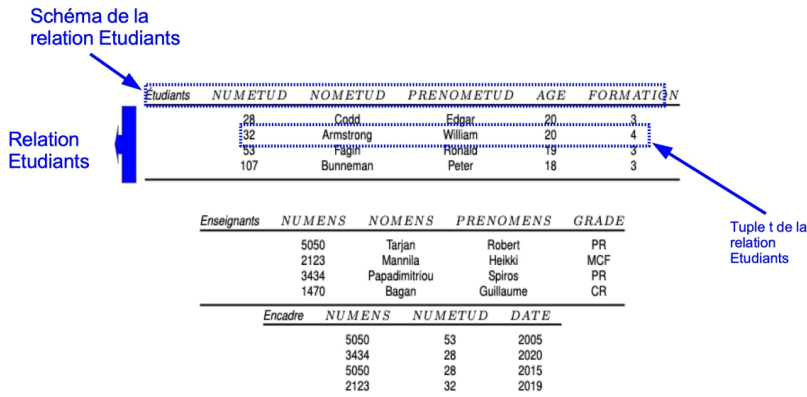 Schéma de la
relation Etudiants
Étudiants NUMETUD NOMETUD PRENOMETUD AGE FORMATION
28 Codd Edgar 20 3
32 Armstrong William 20 4
53 Fagin Ronald 19 3
107 Bunneman Peter 18 3
Relation
Etudiants
Tuple t de la
relation
Etudiants
Enseignants NUMENS NOMENS PRENOMENS GRADE
5050 Tarjan Robert PR
2123 Mannila Heikki MCF
3434 Papadimitriou Spiros PR
1470 Bagan Guillaume CR
Encadre NUMENS NUMETUD DATE
5050 53 2005
3434 28 2020
5050 28 2015
2123 32 2019